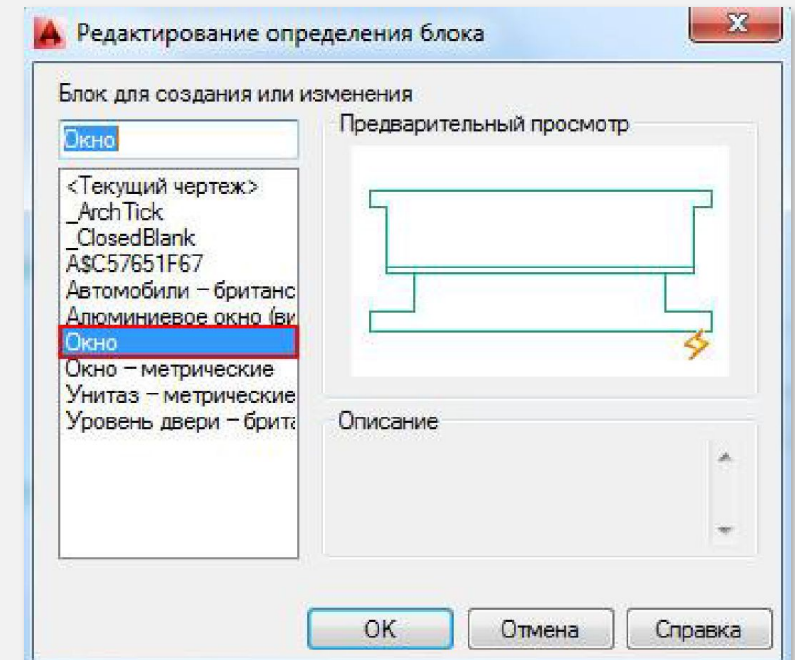 Редактирование определения блока
Блок для создания или изменения
Окно
<Текущий чертеж>
_ArchTick
_ClosedBlank
A$C57651F67
Автомобили – британс
Алюминиевое окно (ви
Окно
Окно – метрические
Унитаз – метрические
Уровень двери – брита
Предварительный просмотр
Описание
ОК
Отмена
Справка